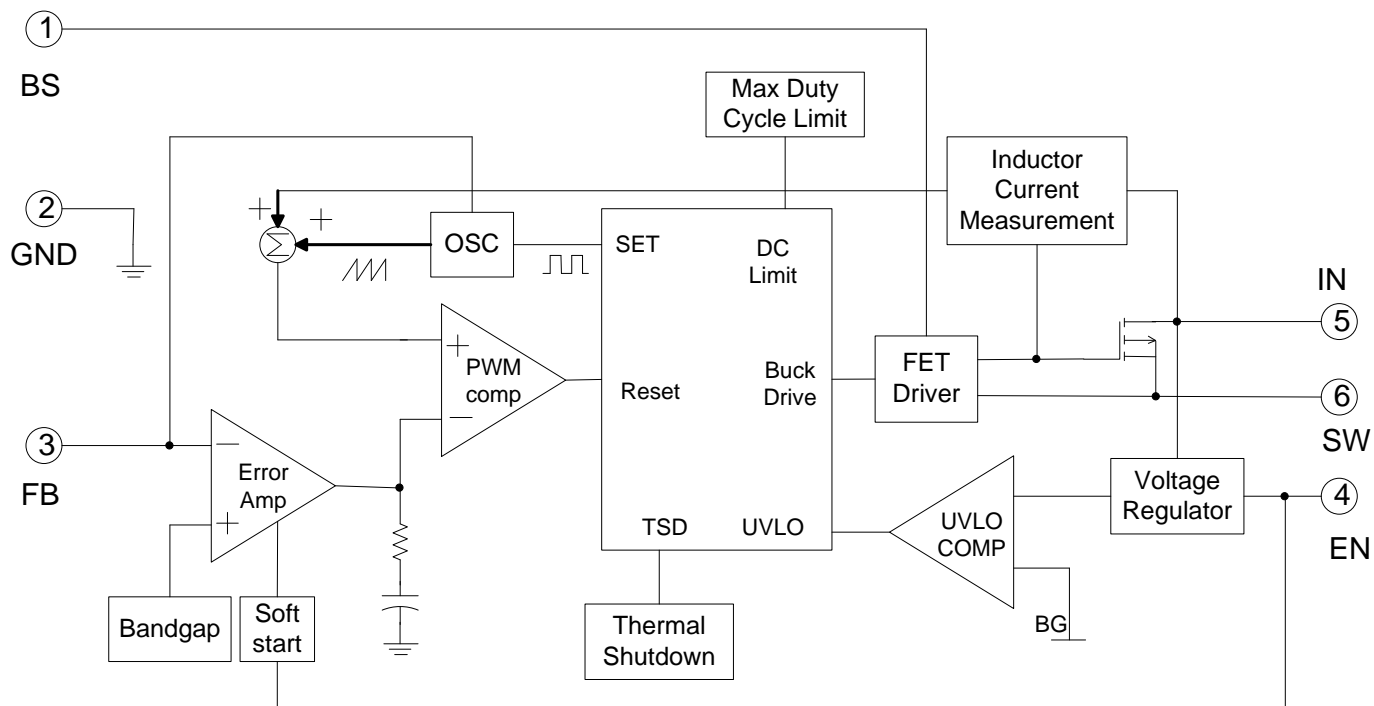 1
BS
Max Duty
Cycle Limit
Inductor
Current
Measurement
2
GND
+
+
Σ
OSC
SET
DC
Limit
IN
5
+
PWM
comp
−
Reset
Buck
Drive
FET
Driver
6
SW
3
FB
−
Error
Amp
+
Voltage
Regulator
4
EN
TSD
UVLO
UVLO
COMP
BG
Bandgap
Soft
start
Thermal
Shutdown